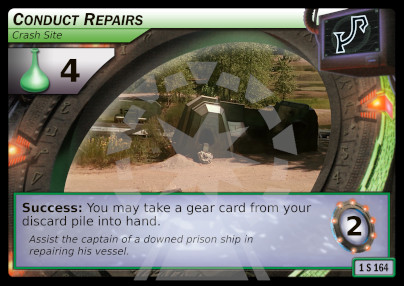 CONDUCT REPAIRS
Crash Site
4
Success: You may take a gear card from your
discard pile into hand.
Assist the captain of a downed prison ship in
repairing his vessel.
2
1 S 164